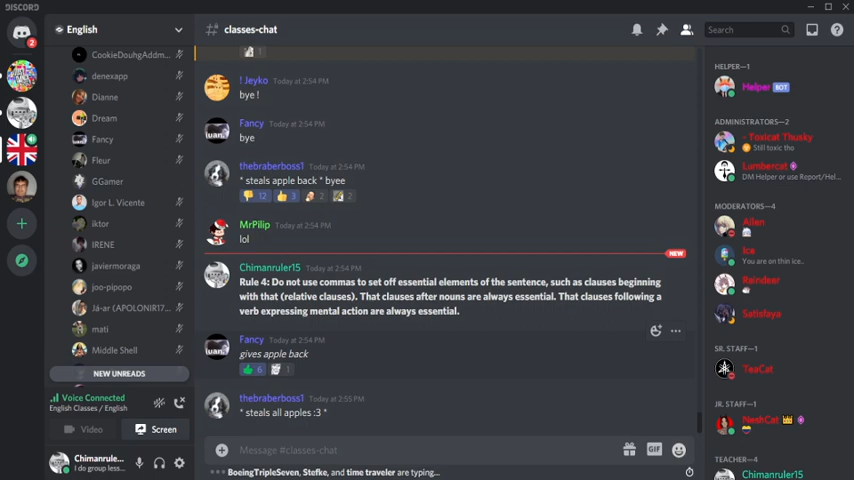 DISCORD
English
classes-chat
Search
2
CookieDouhgAddm...
denexapp
Dianne
Dream
Fancy
Fleur
GGamer
Igor L. Vicente
iktor
IRENE
javiermoraga
joo-pipopo
Já-ar (APOLONIR17...
mati
Middle Shell
NEW UNREADS
Voice Connected
English Classes / English
Video
Screen
Chimanruler15
I do group less...
1
! Jeyko Today at 2:54 PM
bye !
Fancy Today at 2:54 PM
bye
thebraberboss1 Today at 2:54 PM
* steals apple back * byee
12 3 2 2
MrPilip Today at 2:54 PM
lol
NEW
Chimanruler15 Today at 2:54 PM
Rule 4: Do not use commas to set off essential elements of the sentence, such as clauses beginning
with that (relative clauses). That clauses after nouns are always essential. That clauses following a
verb expressing mental action are always essential.
Fancy Today at 2:54 PM
gives apple back
6 1
thebraberboss1 Today at 2:55 PM
* steals all apples :3 *
Message #classes-chat
GIF
BoeingTripleSeven, Stefke, and time traveler are typing...
HELPER—1
Helper BOT
ADMINISTRATORS—2
Toxicat Thusky
Still toxic tho
Lumbercat
DM Helper or use Report/Hel...
MODERATORS—4
Allen
Ice
You are on thin ice..
Reindeer
Satisfaya
SR. STAFF—1
TeaCat
JR. STAFF—1
NeshCat
TEACHER—4
Chimanruler15